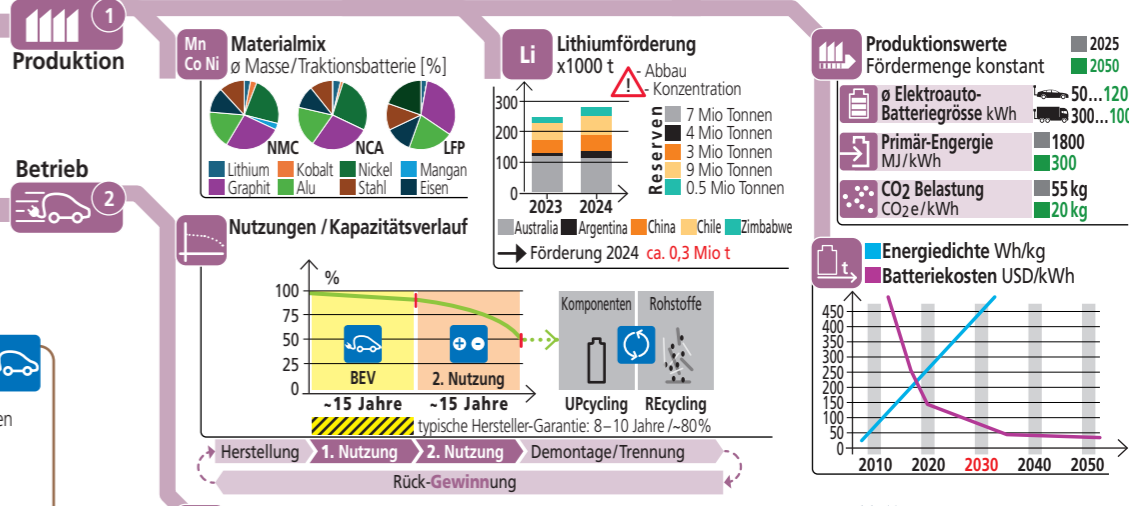 1
Produktion
Mn
Co Ni
Materialmix
ø Masse/Traktionsbatterie [%]
NMC
NCA
LFP
Lithium
Kobalt
Nickel
Mangan
Graphit
Alu
Stahl
Eisen
Li
Lithiumförderung
x1000 t
!
- Abbau
- Konzentration
300
200
100
0
2023
2024
Reserven
7 Mio Tonnen
4 Mio Tonnen
3 Mio Tonnen
9 Mio Tonnen
0.5 Mio Tonnen
Australia
Argentina
China
Chile
Zimbabwe
Förderung 2024 ca. 0,3 Mio t
Produktionswerte
Fördermenge konstant
2025
2050
ø Elektroauto-
Batteriegrösse kWh
50...120
300...100
Primär-Engergie
MJ/kWh
1800
300
CO2 Belastung
CO2e/kWh
55 kg
20 kg
Betrieb
2
Nutzungen / Kapazitätsverlauf
%
100
75
50
25
0
BEV
2. Nutzung
~15 Jahre
~15 Jahre
typische Hersteller-Garantie: 8–10 Jahre /~80%
Komponenten
Rohstoffe
UPcycling
REcycling
Herstellung
1. Nutzung
2. Nutzung
Demontage/Trennung
Rück-Gewinnung
t
Energiedichte Wh/kg
Batteriekosten USD/kWh
450
400
350
300
250
200
150
100
50
0
2010
2020
2030
2040
2050
en